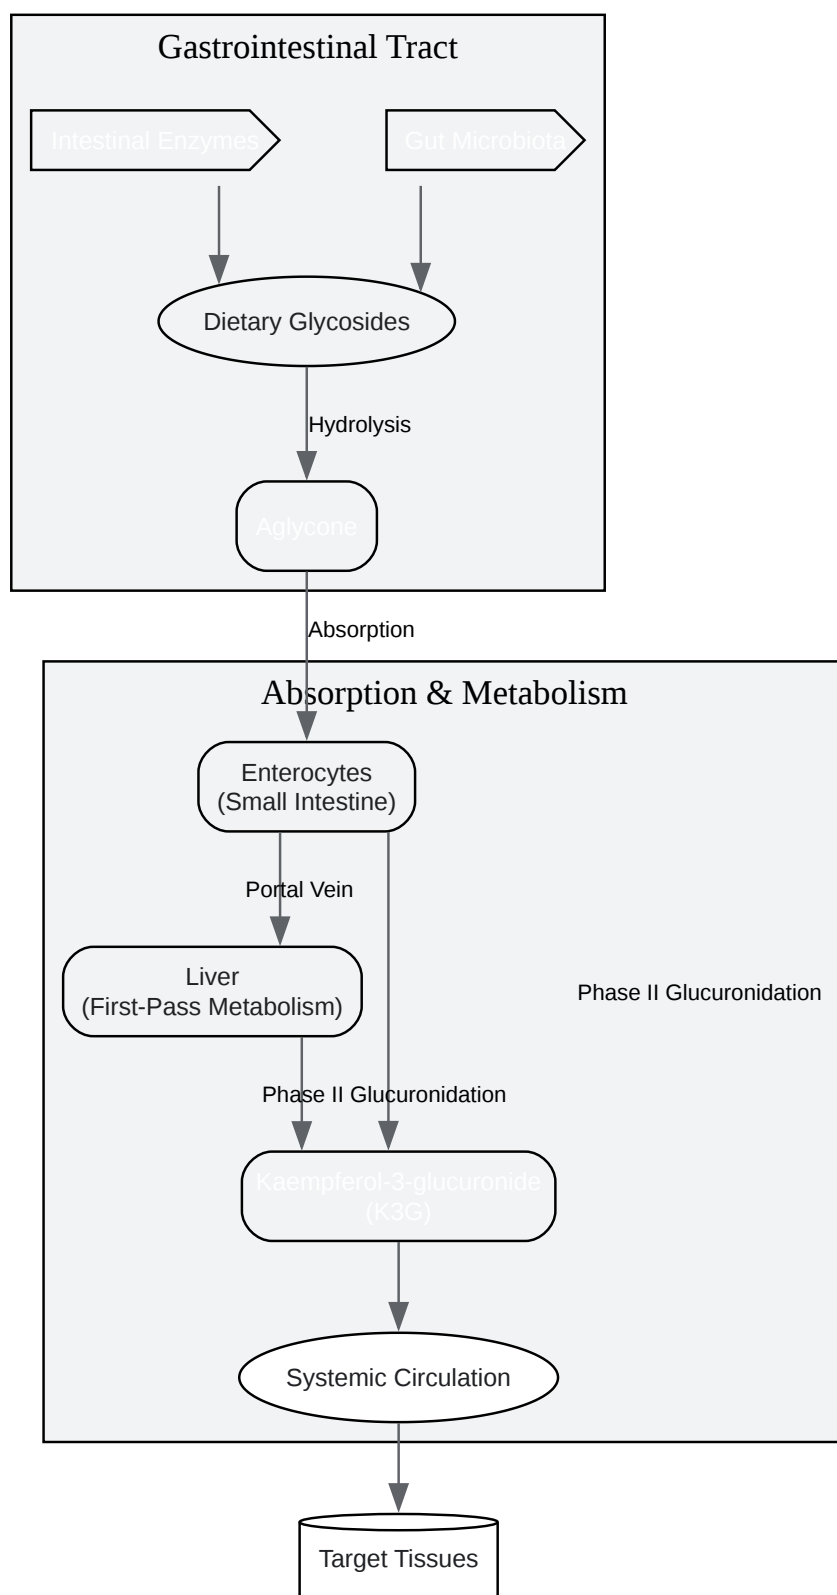 Gastrointestinal Tract
Intestinal Enzymes
Gut Microbiota
Dietary Glycosides
Hydrolysis
Aglycone
Absorption
Absorption & Metabolism
Enterocytes
(Small Intestine)
Portal Vein
Liver
(First-Pass Metabolism)
Phase II Glucuronidation
Phase II Glucuronidation
Kaempferol-3-glucuronide
(K3G)
Systemic Circulation
Target Tissues